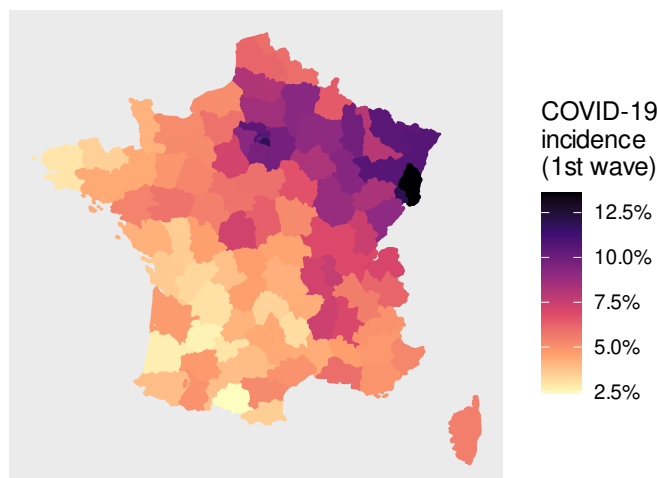 COVID-19
incidence
(1st wave)
12.5%
10.0%
7.5%
5.0%
2.5%